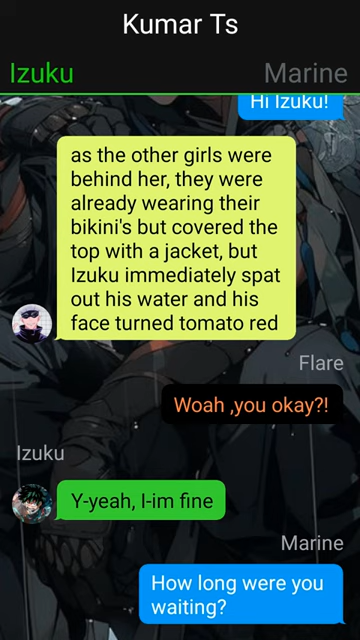 Kumar Ts
Izuku
Marine
Hi Izuku!
as the other girls were
behind her, they were
already wearing their
bikini's but covered the
top with a jacket, but
Izuku immediately spat
out his water and his
face turned tomato red
Flare
Woah ,you okay?!
Izuku
Y-yeah, I-im fine
Marine
How long were you
waiting?